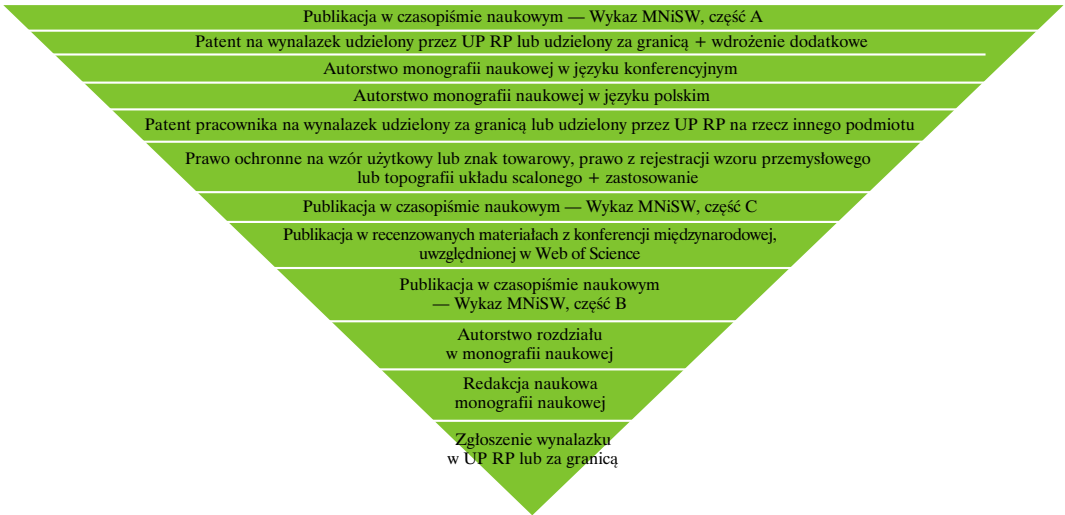 Publikacja w czasopiśmie naukowym — Wykaz MNiSW, część A
Patent na wynalazek udzielony przez UP RP lub udzielony za granicą + wdrożenie dodatkowe
Autorstwo monografii naukowej w języku konferencyjnym
Autorstwo monografii naukowej w języku polskim
Patent pracownika na wynalazek udzielony za granicą lub udzielony przez UP RP na rzecz innego podmiotu
Prawo ochronne na wzór użytkowy lub znak towarowy, prawo z rejestracji wzoru przemysłowego
lub topografii układu scalonego + zastosowanie
Publikacja w czasopiśmie naukowym — Wykaz MNiSW, część C
Publikacja w recenzowanych materiałach z konferencji międzynarodowej,
uwzględnionej w Web of Science
Publikacja w czasopiśmie naukowym
— Wykaz MNiSW, część B
Autorstwo rozdziału
w monografii naukowej
Redakcja naukowa
monografii naukowej
Zgłoszenie wynalazku
w UP RP lub za granicą